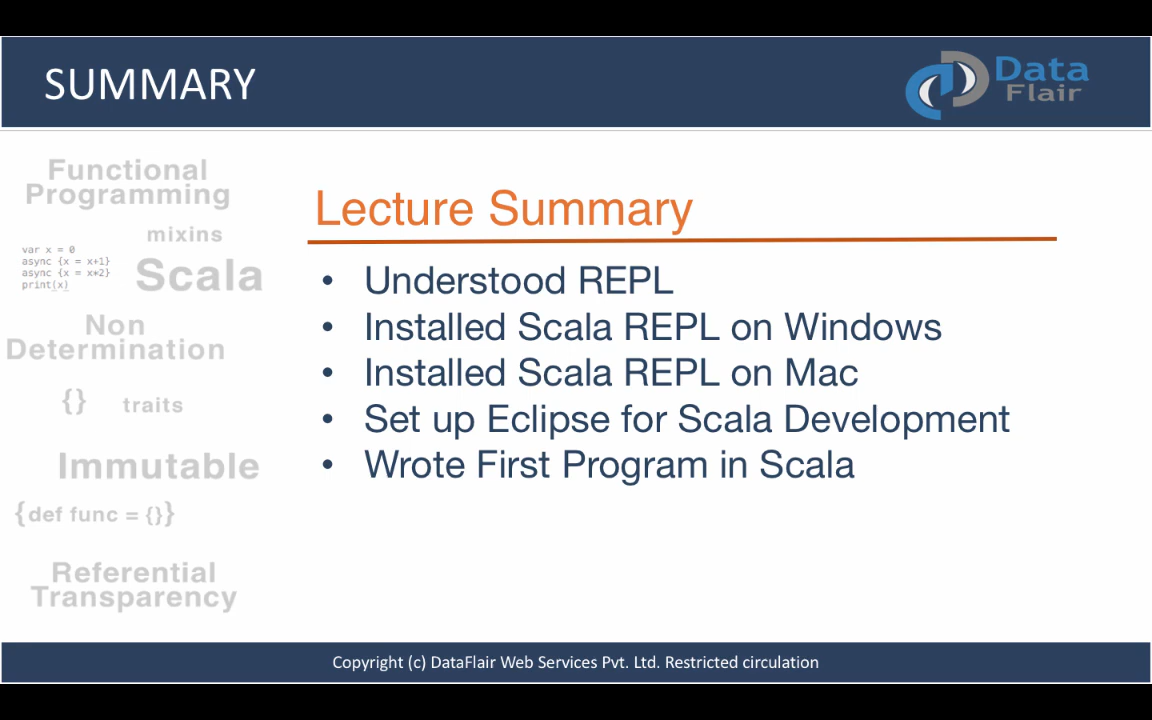 SUMMARY
Data
Flair
Functional
Programming
mixins
var x = 0
async {x = x+1}
async {x = x*2}
print(x)
Scala
Non
Determination
{} traits
Immutable
{def func = {}}
Referential
Transparency
Lecture Summary
• Understood REPL
• Installed Scala REPL on Windows
• Installed Scala REPL on Mac
• Set up Eclipse for Scala Development
• Wrote First Program in Scala
Copyright (c) DataFlair Web Services Pvt. Ltd. Restricted circulation